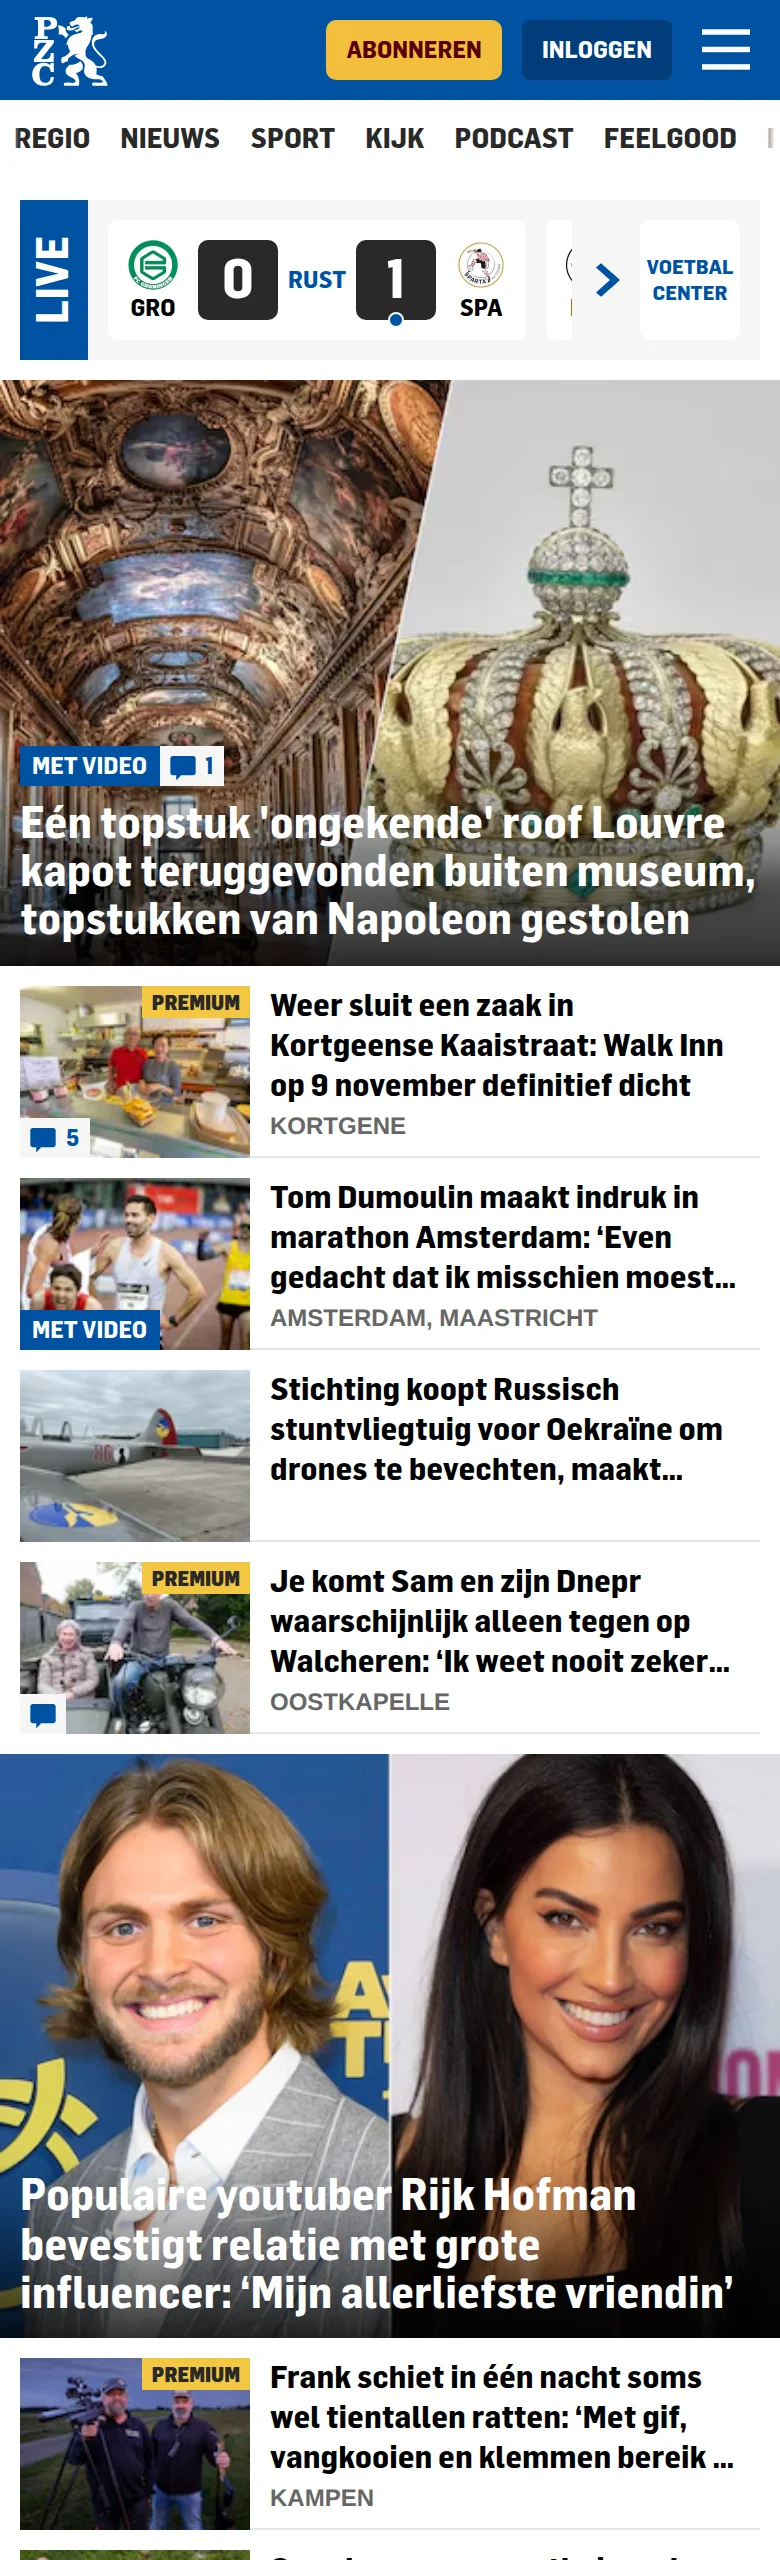 PZC
ABONNEREN
INLOGGEN
REGIO NIEUWS SPORT KIJK PODCAST FEELGOOD
LIVE
GRO
0
RUST
1
SPARTA
SPA
VOETBAL
CENTER
MET VIDEO
1
Eén topstuk 'ongekende' roof Louvre
kapot teruggevonden buiten museum,
topstukken van Napoleon gestolen
PREMIUM
5
Weer sluit een zaak in
Kortgeense Kaaistraat: Walk Inn
op 9 november definitief dicht
KORTGENE
MET VIDEO
Tom Dumoulin maakt indruk in
marathon Amsterdam: ‘Even
gedacht dat ik misschien moest...
AMSTERDAM, MAASTRICHT
Stichting koopt Russisch
stuntvliegtuig voor Oekraïne om
drones te bevechten, maakt...
PREMIUM
Je komt Sam en zijn Dnepr
waarschijnlijk alleen tegen op
Walcheren: ‘Ik weet nooit zeker...
OOSTKAPELLE
Populaire youtuber Rijk Hofman
bevestigt relatie met grote
influencer: ‘Mijn allerliefste vriendin’
PREMIUM
Frank schiet in één nacht soms
wel tientallen ratten: ‘Met gif,
vangkooien en klemmen bereik ...
KAMPEN